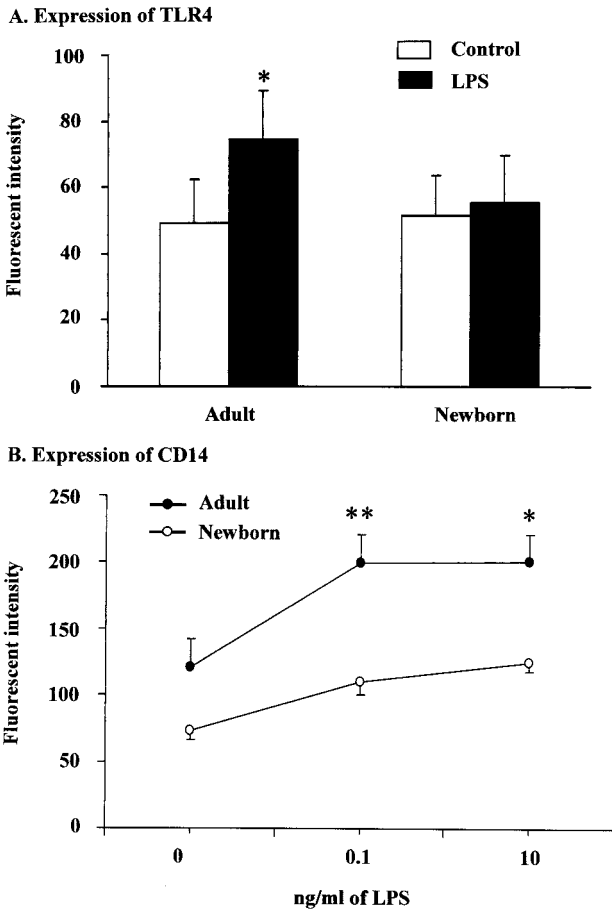 A. Expression of TLR4
Control
LPS
Fluorescent intensity
100
80
60
40
20
0
*
Adult
Newborn
B. Expression of CD14
Adult
Newborn
Fluorescent intensity
250
200
150
100
50
0
**
*
0 0.1 10
ng/ml of LPS